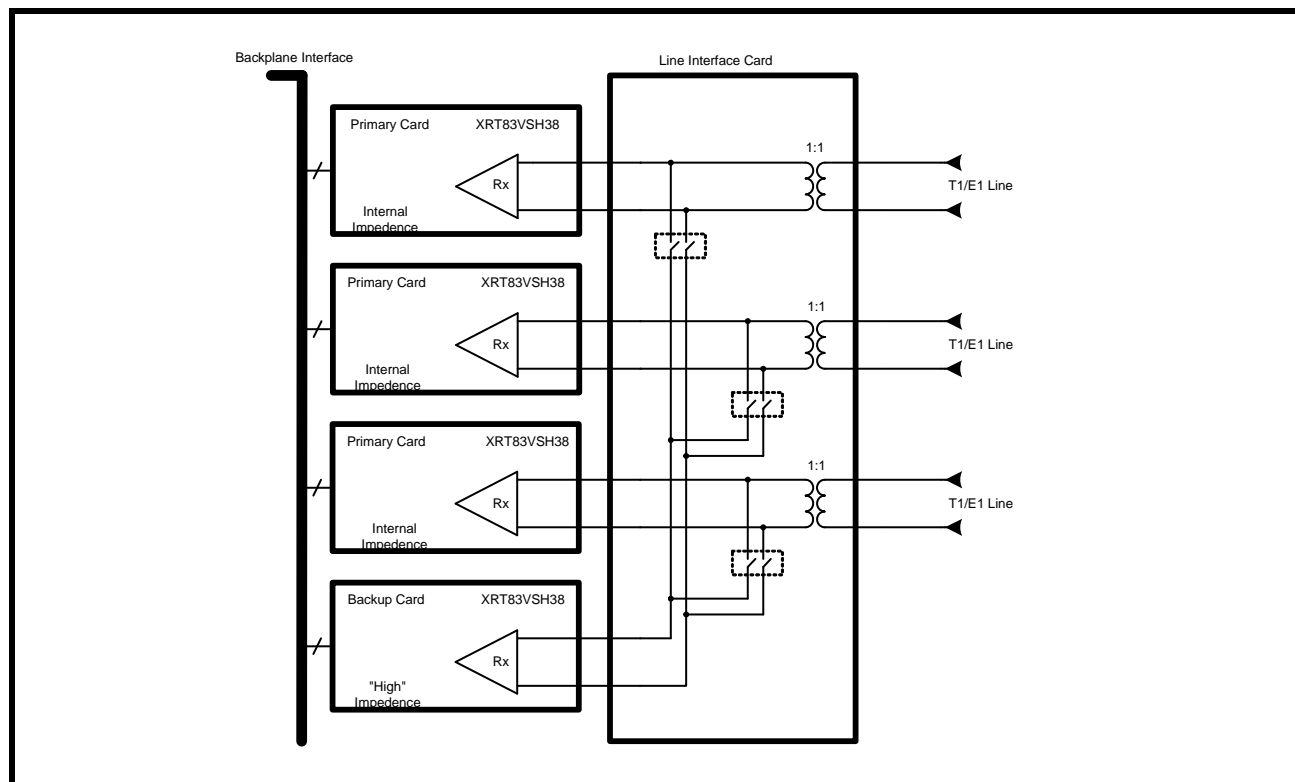 Backplane Interface
Line Interface Card
Primary Card XRT83VSH38
Rx
Internal
Impedence
1:1
T1/E1 Line
Primary Card XRT83VSH38
Rx
Internal
Impedence
1:1
T1/E1 Line
Primary Card XRT83VSH38
Rx
Internal
Impedence
1:1
T1/E1 Line
Backup Card XRT83VSH38
Rx
"High"
Impedence